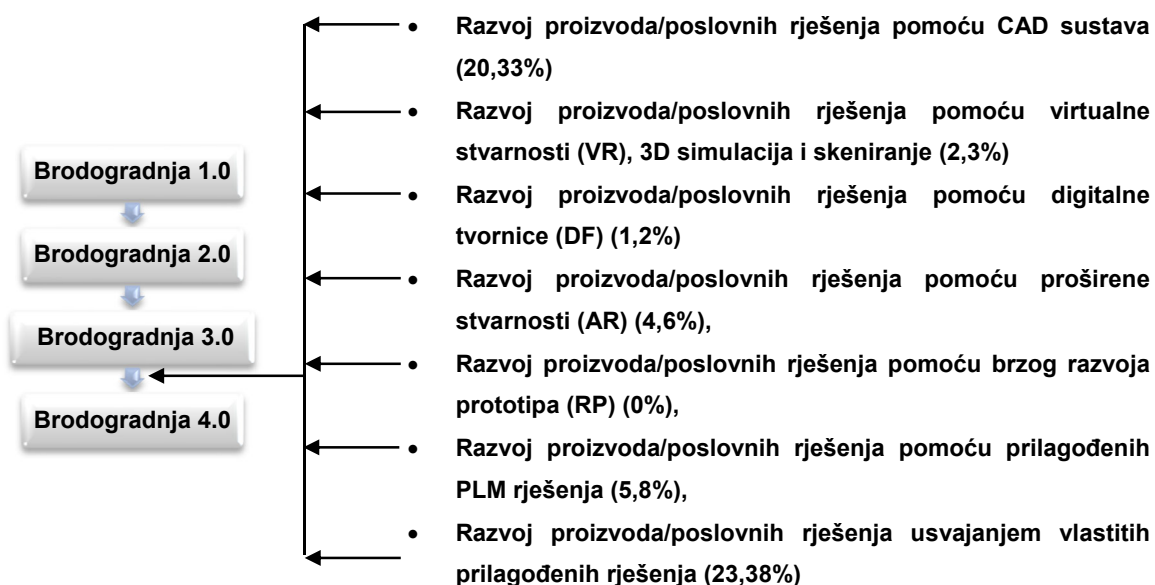 Brodogradnja 1.0
Brodogradnja 2.0
Brodogradnja 3.0
Brodogradnja 4.0
• Razvoj proizvoda/poslovnih rješenja pomoću CAD sustava
(20,33%)
• Razvoj proizvoda/poslovnih rješenja pomoću virtualne
stvarnosti (VR), 3D simulacija i skeniranje (2,3%)
• Razvoj proizvoda/poslovnih rješenja pomoću digitalne
tvornice (DF) (1,2%)
• Razvoj proizvoda/poslovnih rješenja pomoću proširene
stvarnosti (AR) (4,6%),
• Razvoj proizvoda/poslovnih rješenja pomoću brzog razvoja
prototipa (RP) (0%),
• Razvoj proizvoda/poslovnih rješenja pomoću prilagođenih
PLM rješenja (5,8%),
• Razvoj proizvoda/poslovnih rješenja usvajanjem vlastitih
prilagođenih rješenja (23,38%)